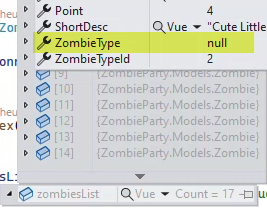 Point 4
ShortDesc Vue "Cute Little
ZombieType null
ZombieTypeId 2
[9] {ZombieParty.Models.Zombie}
[10] {ZombieParty.Models.Zombie}
[11] {ZombieParty.Models.Zombie}
[12] {ZombieParty.Models.Zombie}
[13] {ZombieParty.Models.Zombie}
[14] {ZombieParty.Models.Zombie}
zombiesList Vue Count = 17